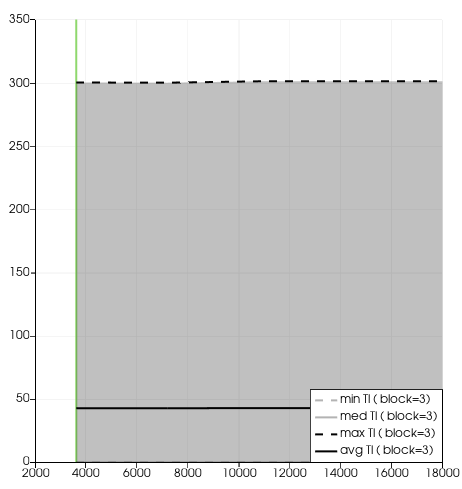 350
300
250
200
150
100
50
0
min TI ( block=3)
med TI ( block=3)
max TI ( block=3)
avg TI ( block=3)
2000 4000 6000 8000 10000 12000 14000 16000 18000